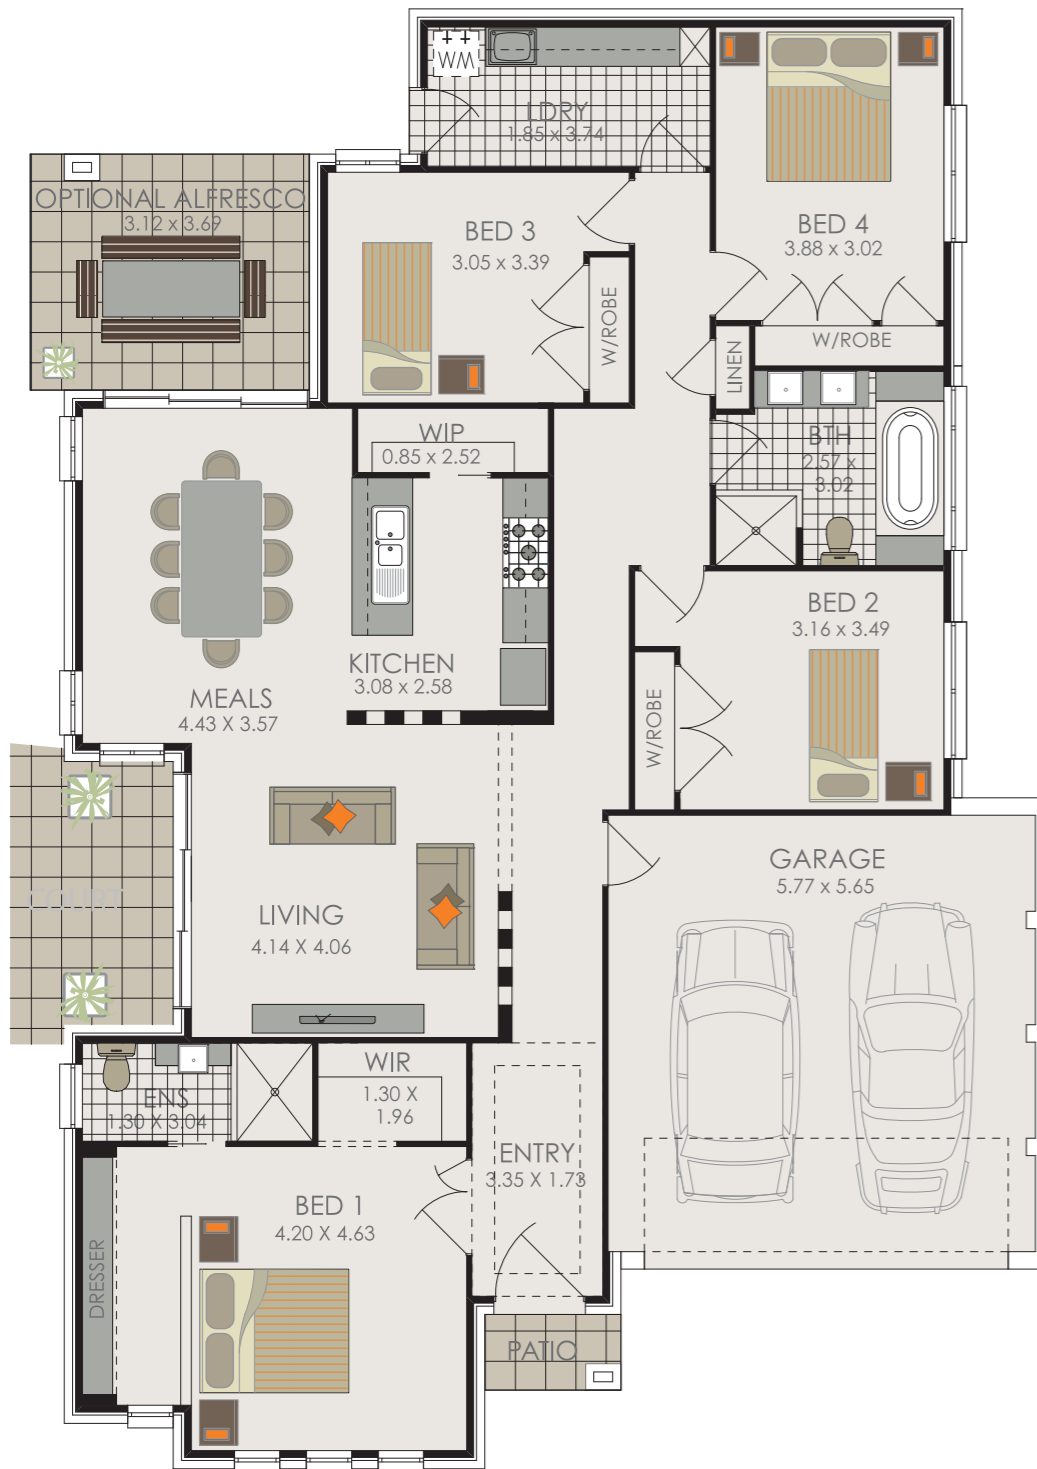 LDRY
1.85 x 3.74
OPTIONAL ALFRESCO
3.12 x 3.69
BED 3
3.05 x 3.39
W/ROBE
BED 4
3.88 x 3.02
W/ROBE
LINEN
WIP
0.85 x 2.52
BTH
2.57 x
3.02
KITCHEN
3.08 x 2.58
MEALS
4.43 X 3.57
BED 2
3.16 x 3.49
W/ROBE
GARAGE
5.77 x 5.65
COURT
LIVING
4.14 X 4.06
ENS
1.30 X 3.04
WIR
1.30 X
1.96
ENTRY
3.35 X 1.73
BED 1
4.20 X 4.63
DRESSER
PATIO